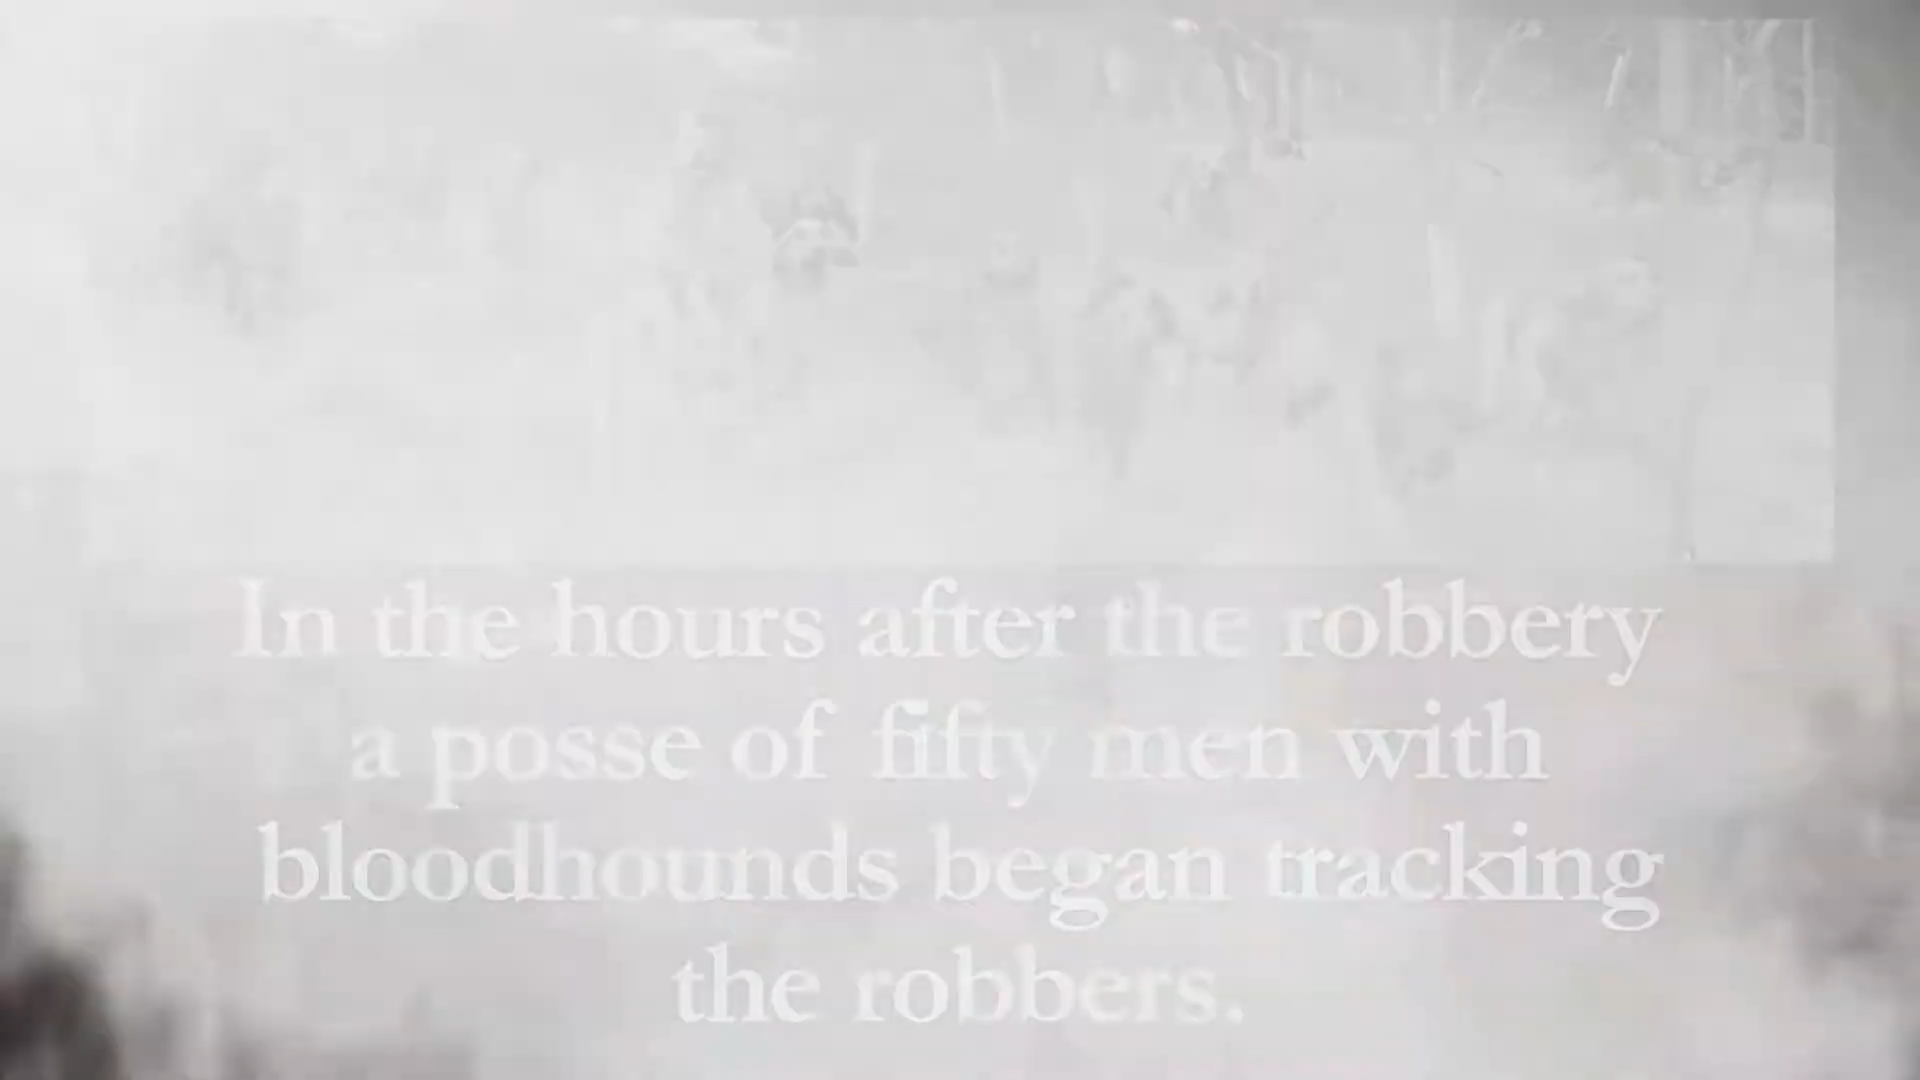 In the hours after the robbery
a posse of fifty men with
bloodhounds began tracking
the robbers.